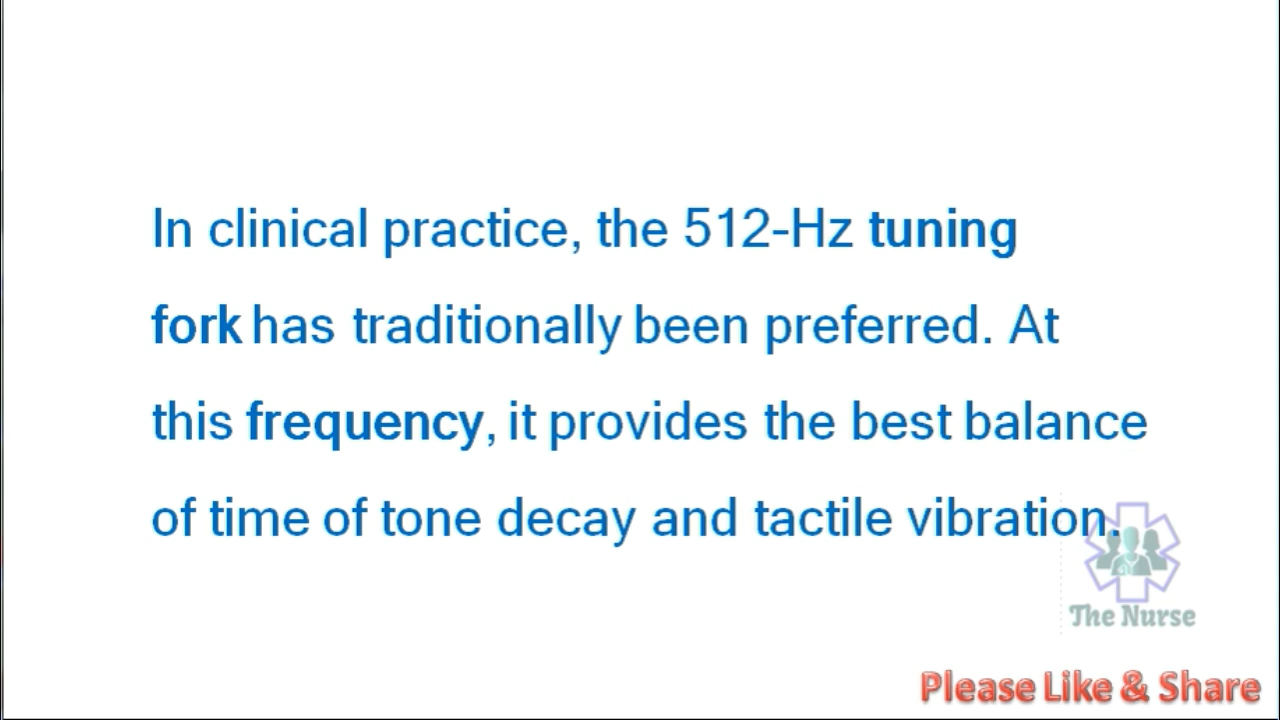 In clinical practice, the 512-Hz tuning
fork has traditionally been preferred. At
this frequency, it provides the best balance
of time of tone decay and tactile vibration.
The Nurse
Please Like & Share